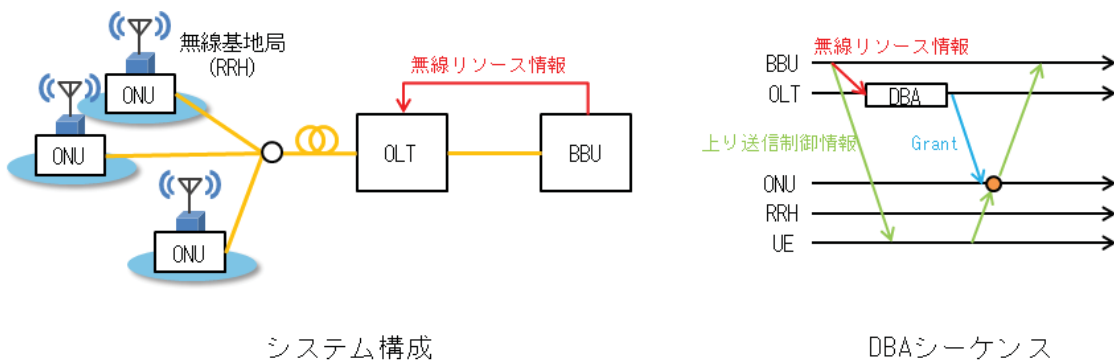 無線基地局
(RRH)
ONU
ONU
ONU
無線リソース情報
OLT
BBU
システム構成
無線リソース情報
BBU
OLT
DBA
上り送信制御情報
Grant
ONU
RRH
UE
DBAシーケンス